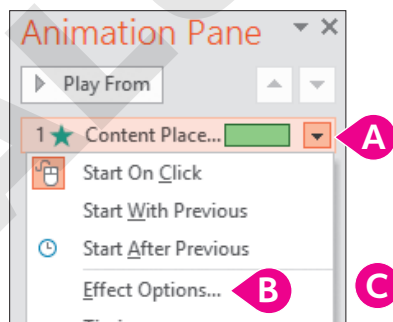 Animation Pane
Play From
1 Content Place...
A
Start On Click
Start With Previous
Start After Previous
Effect Options...
B
C